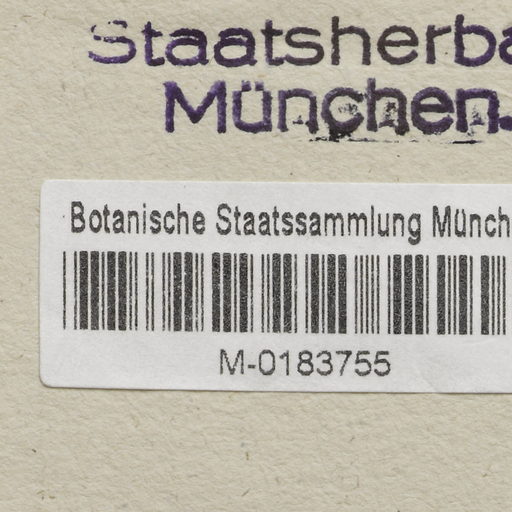 Staatsherba
München.
Botanische Staatssammlung Münch
M-0183755